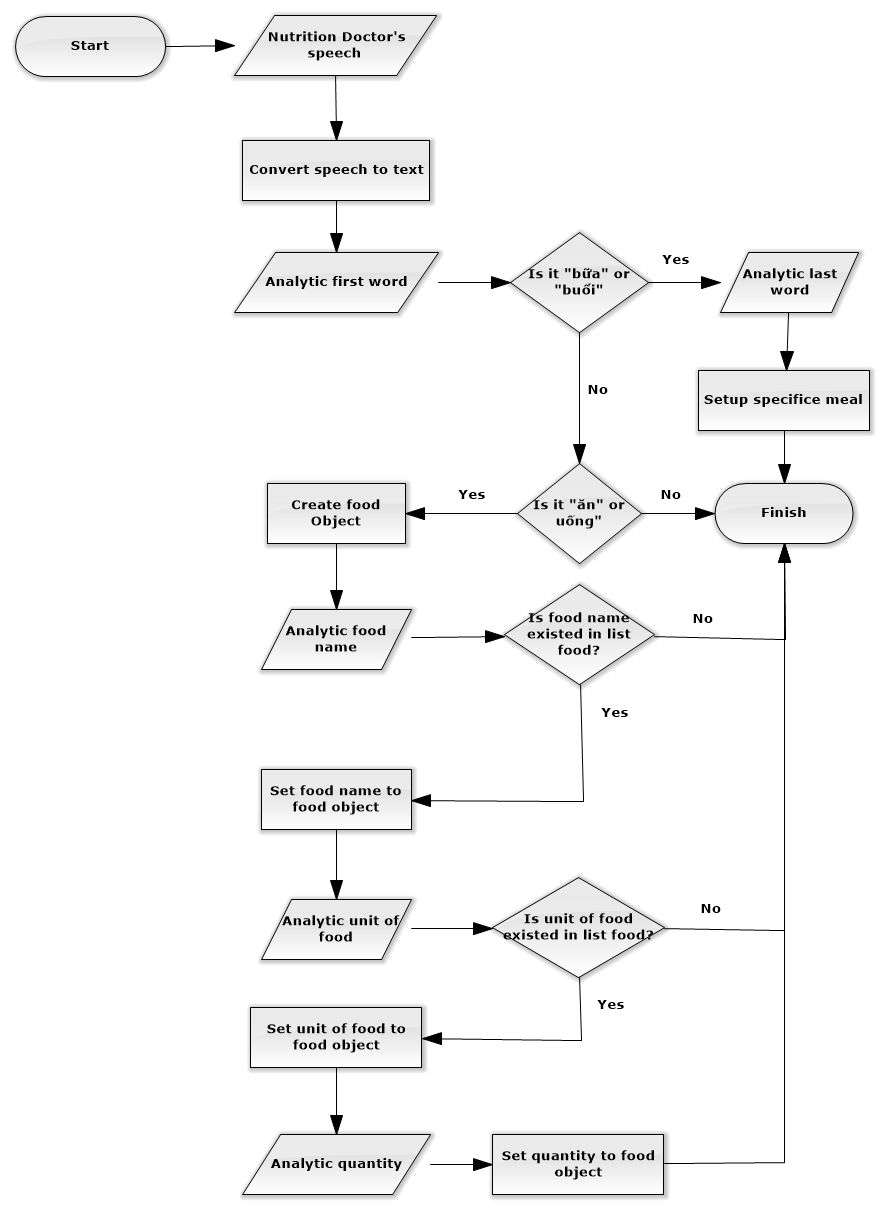 Start
Nutrition Doctor's
speech
Convert speech to text
Analytic first word
Is it "bữa" or
"buổi"
Yes
Analytic last
word
No
Setup specifice meal
Create food
Object
Yes
Is it "ăn" or
uống"
No
Finish
Analytic food
name
Is food name
existed in list
food?
No
Yes
Set food name to
food object
Analytic unit of
food
Is unit of food
existed in list food?
No
Yes
Set unit of food to
food object
Analytic quantity
Set quantity to food
object